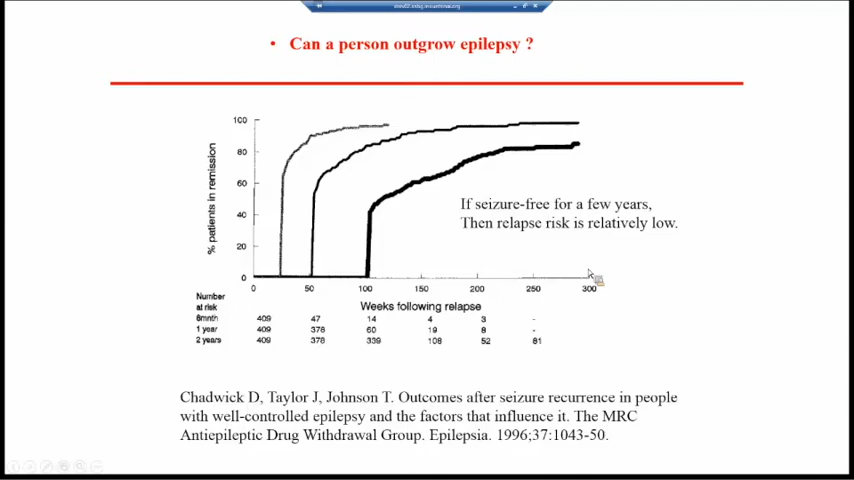 • Can a person outgrow epilepsy ?
100
80
60
40
20
0
% patients in remission
If seizure-free for a few years,
Then relapse risk is relatively low.
0 50 100 150 200 250 300
Weeks following relapse
Number
at risk
6mnth 409 47 14 4 3 -
1 year 409 378 60 19 8 -
2 years 409 378 339 108 52 81
Chadwick D, Taylor J, Johnson T. Outcomes after seizure recurrence in people
with well-controlled epilepsy and the factors that influence it. The MRC
Antiepileptic Drug Withdrawal Group. Epilepsia. 1996;37:1043-50.